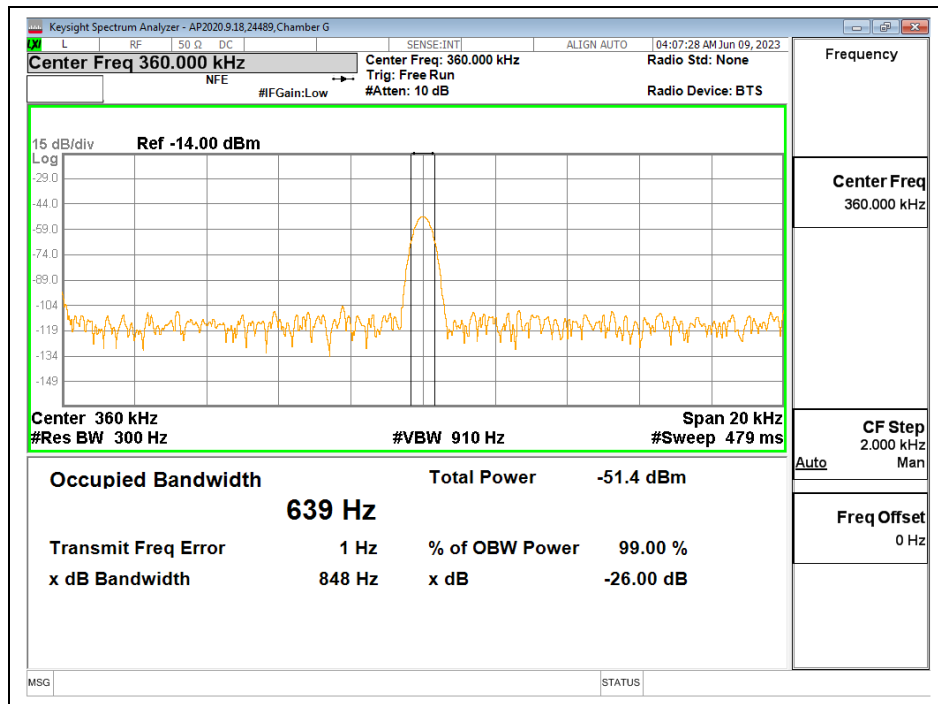 Keysight Spectrum Analyzer - AP2020.9.18,24489,Chamber G
LXI L RF 50 Ω DC SENSE:INT ALIGN AUTO 04:07:28 AM Jun 09, 2023
Center Freq 360.000 kHz
Center Freq: 360.000 kHz
Radio Std: None
NFE
Trig: Free Run
#IFGain:Low
#Atten: 10 dB
Radio Device: BTS
15 dB/div Ref -14.00 dBm
Log
-29.0
-44.0
-59.0
-74.0
-89.0
-104
-119
-134
-149
Center 360 kHz Span 20 kHz
#Res BW 300 Hz #VBW 910 Hz #Sweep 479 ms
Occupied Bandwidth Total Power -51.4 dBm
639 Hz
Transmit Freq Error 1 Hz % of OBW Power 99.00 %
x dB Bandwidth 848 Hz x dB -26.00 dB
Frequency
Center Freq
360.000 kHz
CF Step
2.000 kHz
Auto Man
Freq Offset
0 Hz
MSG STATUS